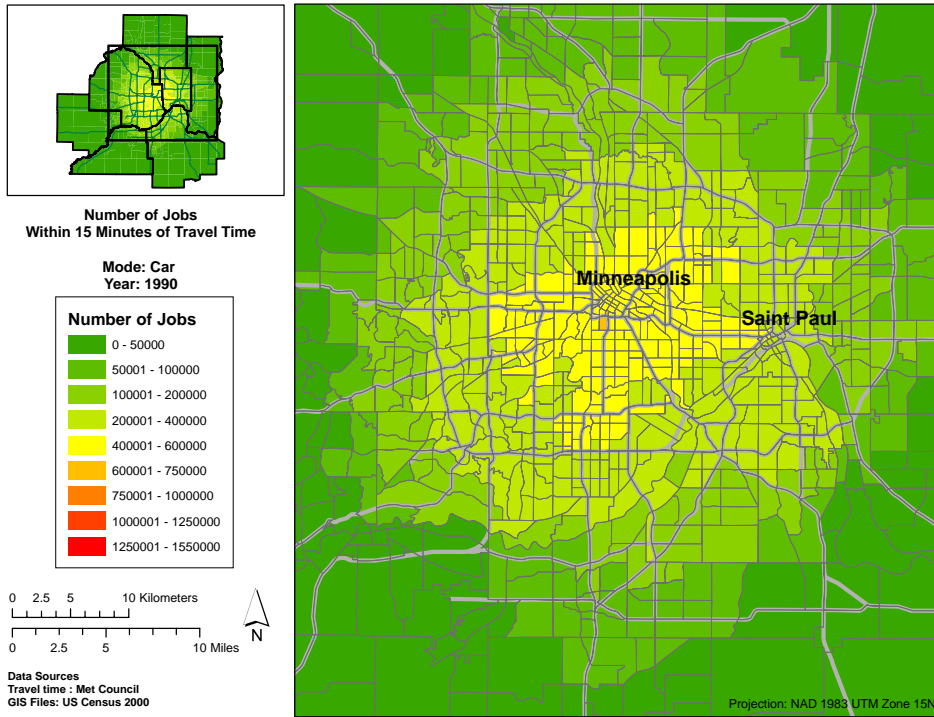 Number of Jobs
Within 15 Minutes of Travel Time
Mode: Car
Year: 1990
Number of Jobs
0 - 50000
50001 - 100000
100001 - 200000
200001 - 400000
400001 - 600000
600001 - 750000
750001 - 1000000
1000001 - 1250000
1250001 - 1550000
0 2.5 5 10 Kilometers
0 2.5 5 10 Miles
N
Data Sources
Travel time : Met Council
GIS Files: US Census 2000
Minneapolis
Saint Paul
Projection: NAD 1983 UTM Zone 15N